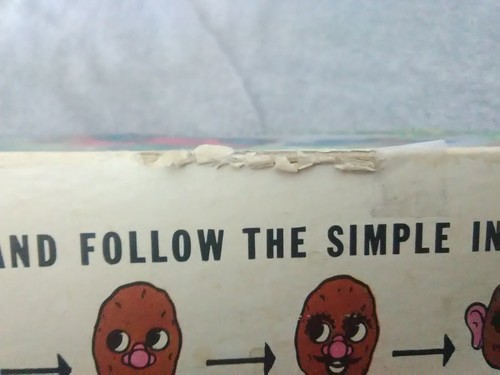 AND FOLLOW THE SIMPLE IN